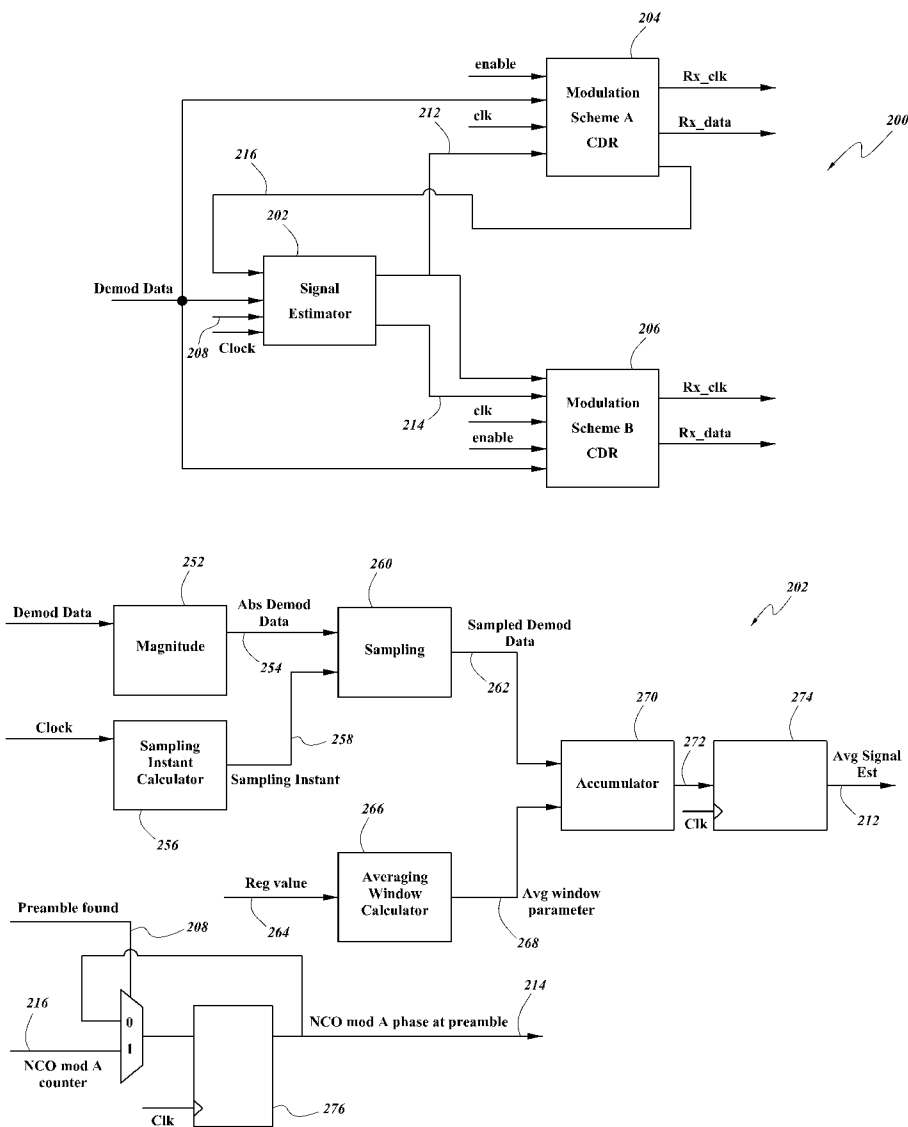 204
enable
Modulation
Scheme A
CDR
Rx_clk
Rx_data
200
212
clk
216
202
Signal
Estimator
Demod Data
208
Clock
206
Modulation
Scheme B
CDR
Rx_clk
Rx_data
214
clk
enable
252
260
202
Demod Data
Magnitude
Abs Demod
Data
254
Sampling
Sampled Demod
Data
262
270
274
Clock
Sampling
Instant
Calculator
258
Sampling Instant
256
Accumulator
272
Avg Signal
Est
212
Clk
266
Averaging
Window
Calculator
Reg value
264
Avg window
parameter
268
Preamble found
208
216
0
1
NCO mod A
counter
NCO mod A phase at preamble
214
Clk
276